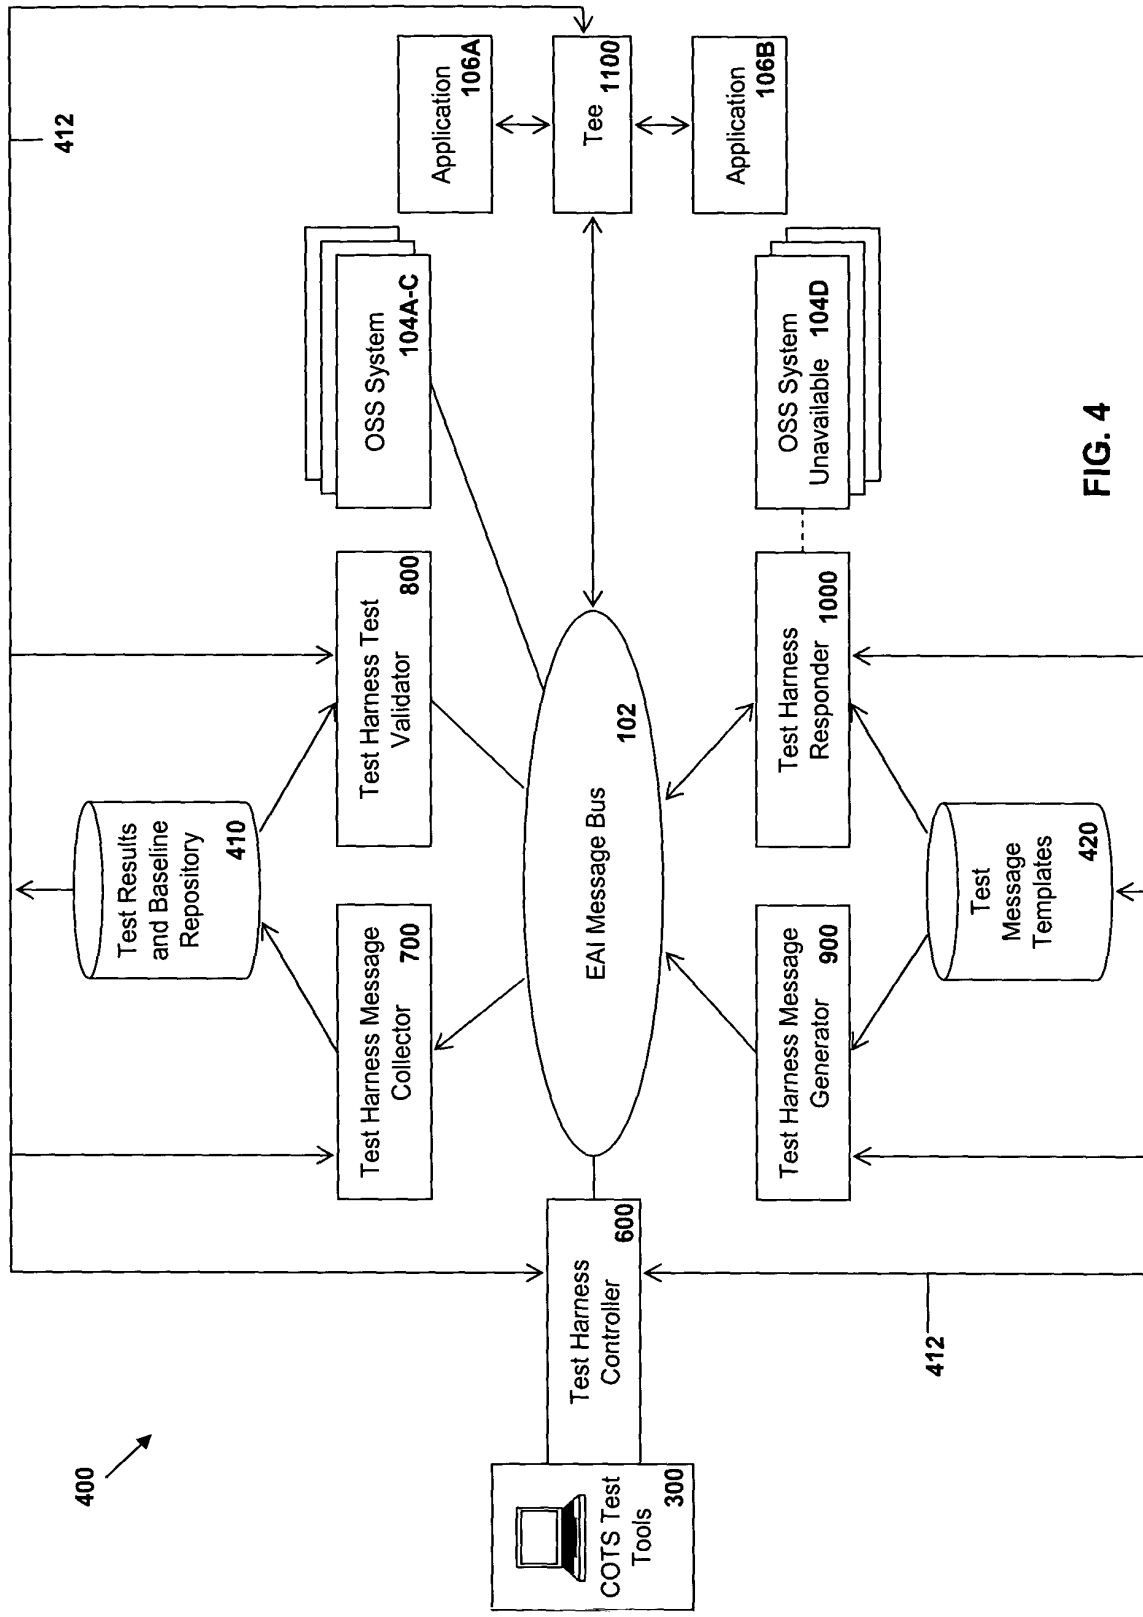 400
412
Test Results
and Baseline
Repository
410
Test Harness Message
Collector
700
Test Harness Test
Validator
800
OSS System
104A-C
Application
106A
COTS Test
Tools
300
Test Harness
Controller
600
EAI Message Bus
102
Tee
1100
Test Harness Message
Generator
900
Test Harness
Responder
1000
OSS System
Unavailable
104D
Application
106B
412
Test
Message
Templates
420
FIG. 4